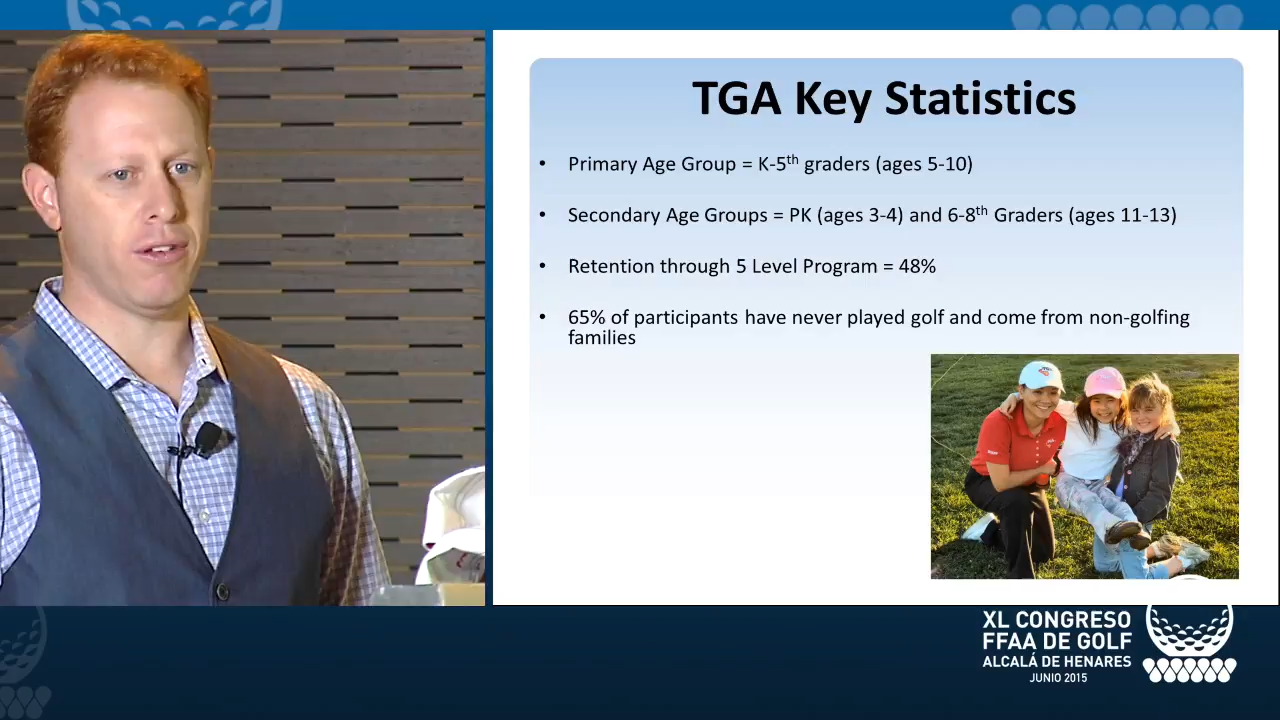 TGA Key Statistics
• Primary Age Group = K-5th graders (ages 5-10)
• Secondary Age Groups = PK (ages 3-4) and 6-8th Graders (ages 11-13)
• Retention through 5 Level Program = 48%
• 65% of participants have never played golf and come from non-golfing
families
XL CONGRESO
FFAA DE GOLF
ALCALÁ DE HENARES
JUNIO 2015